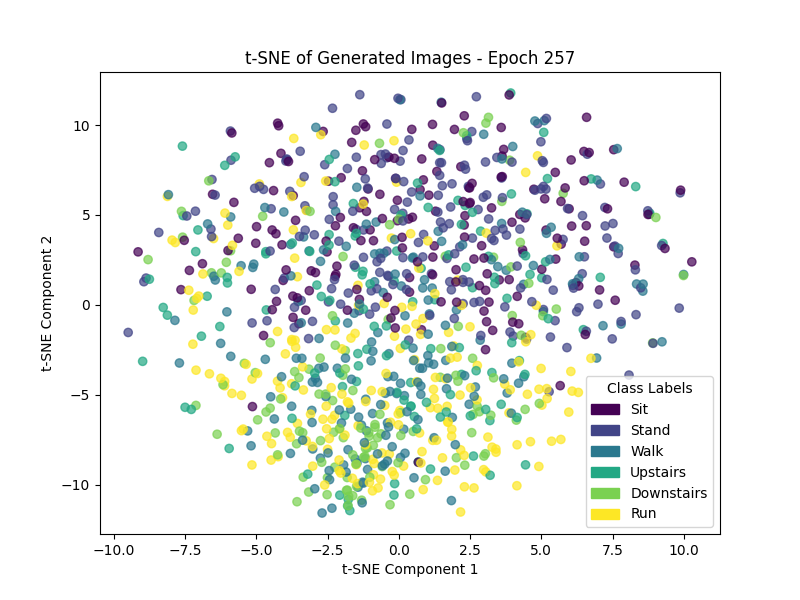 t-SNE of Generated Images - Epoch 257
t-SNE Component 2
10
5
0
−5
−10
Class Labels
Sit
Stand
Walk
Upstairs
Downstairs
Run
−10.0 −7.5 −5.0 −2.5 0.0 2.5 5.0 7.5 10.0
t-SNE Component 1